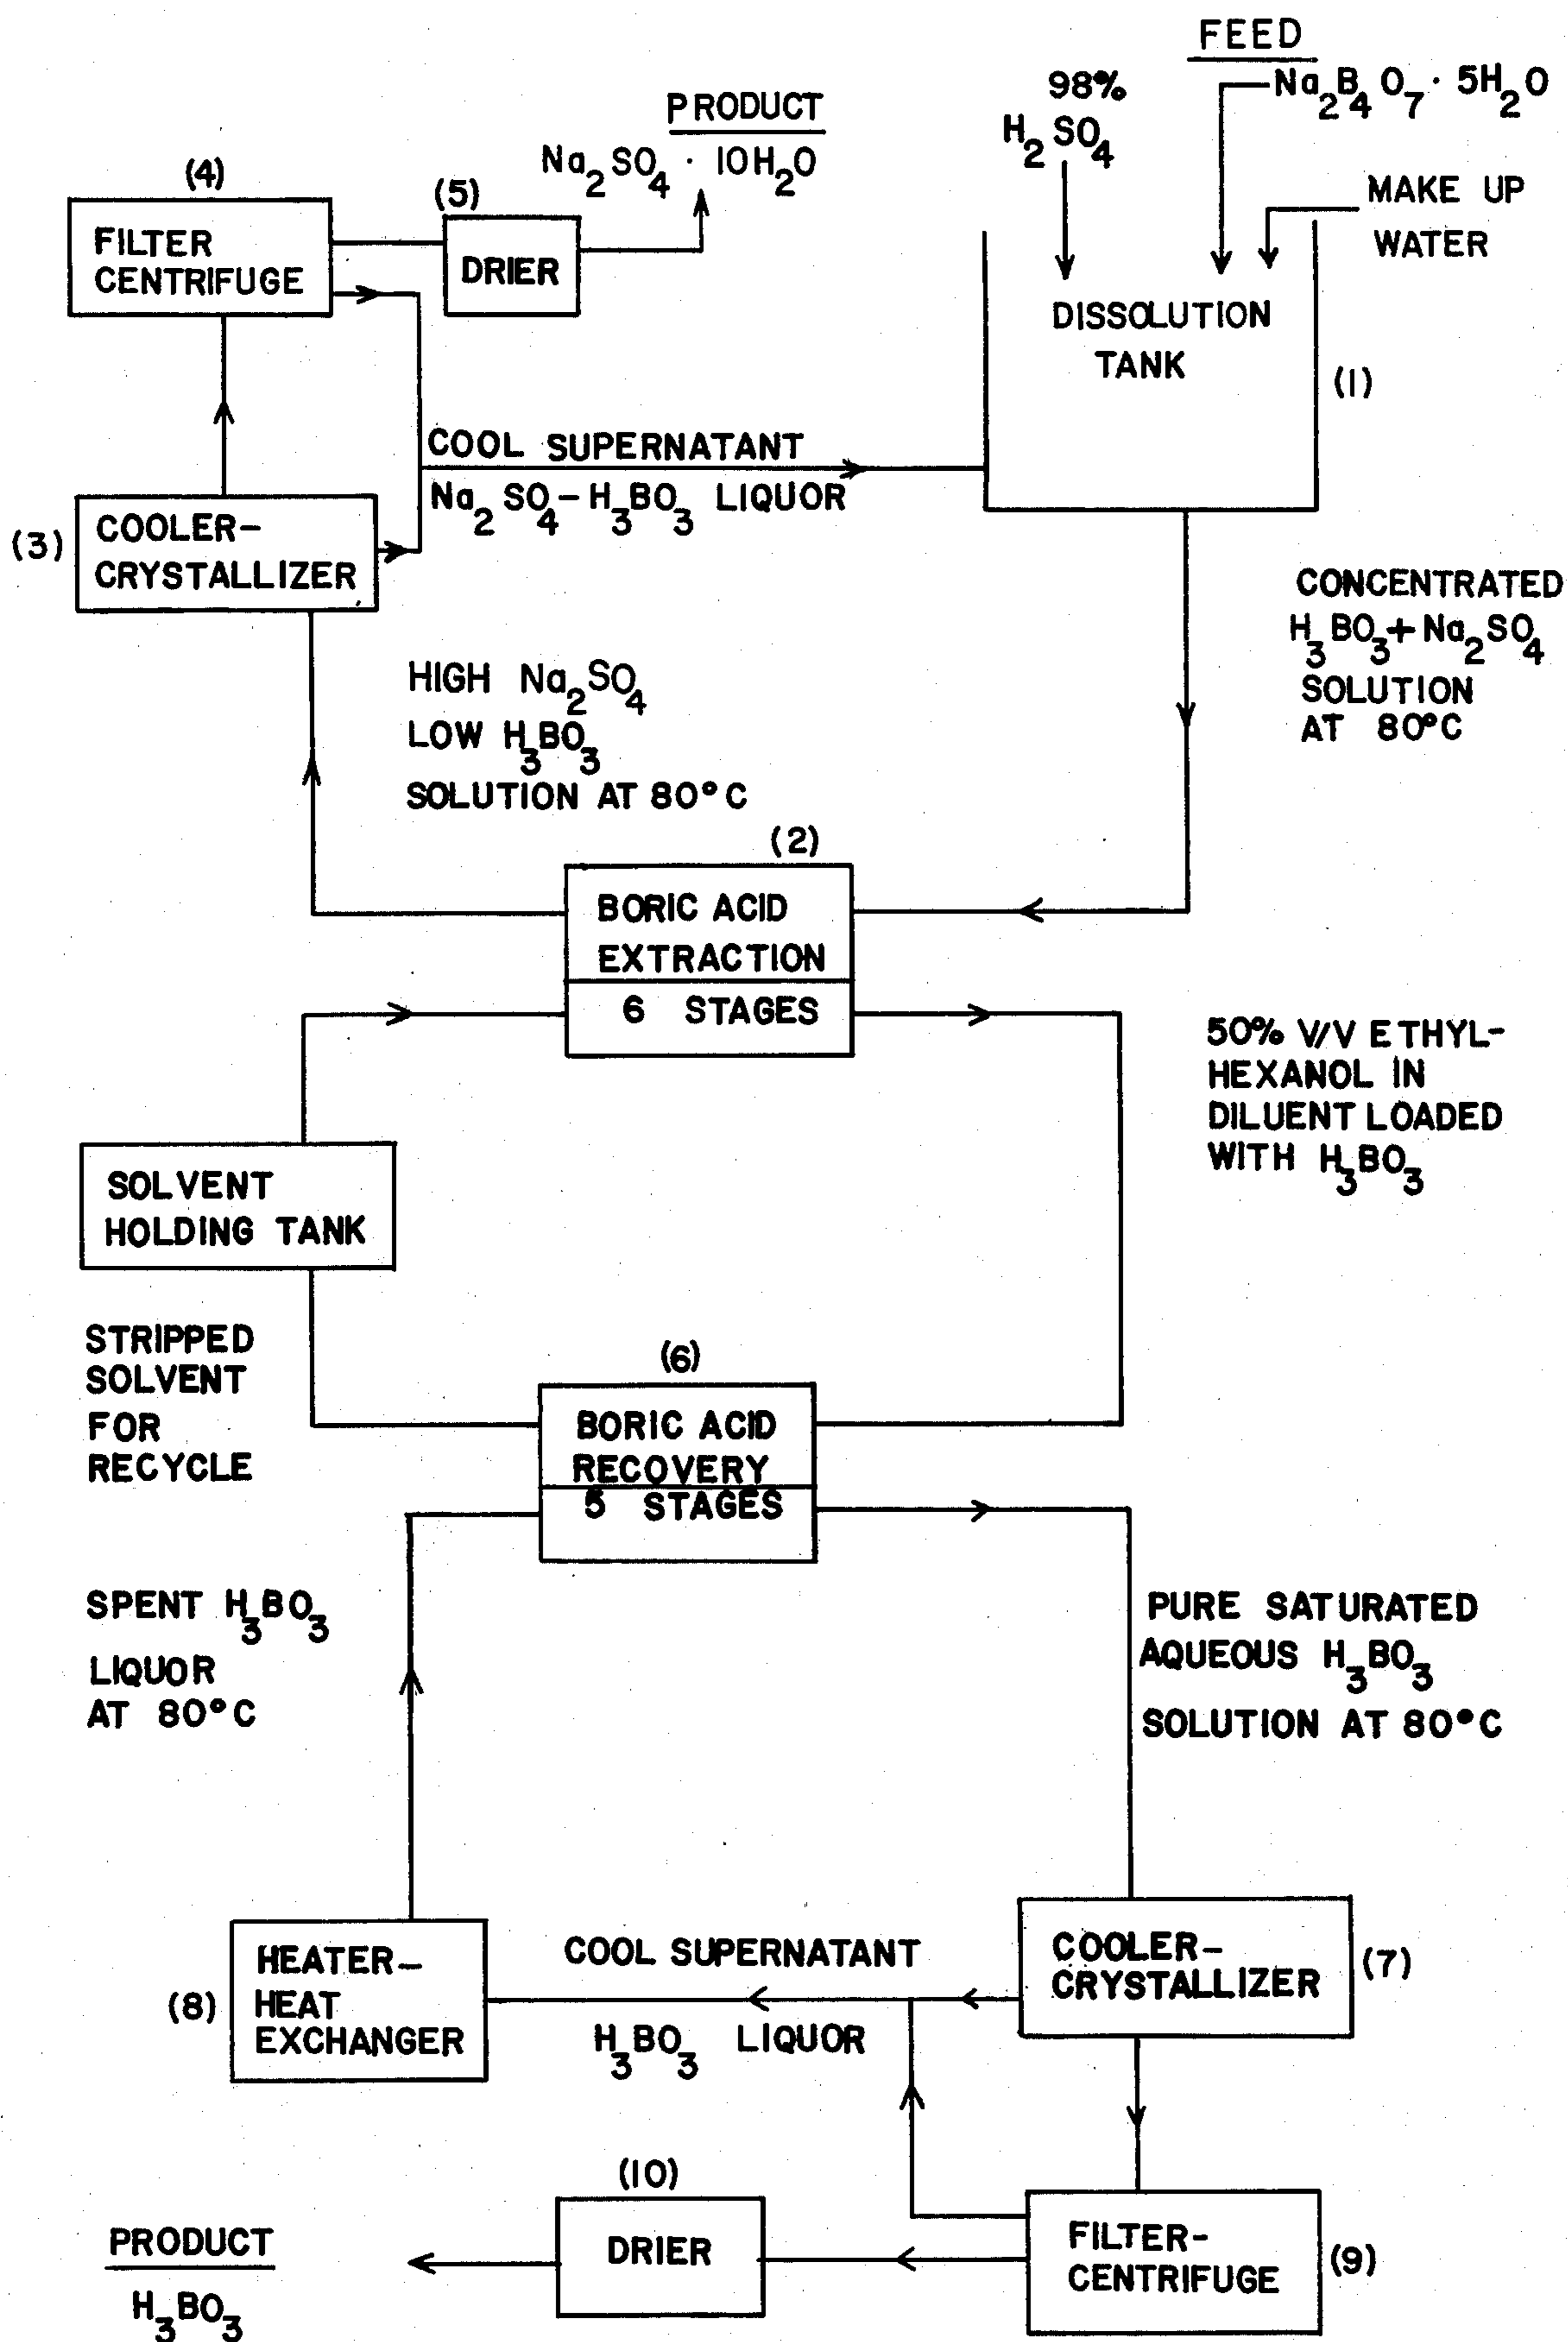 FEED
Na2B4O7 · 5H2O
98%
H2SO4
MAKE UP
WATER
PRODUCT
Na2SO4 · 10H2O
(4)
FILTER
CENTRIFUGE
(5)
DRIER
DISSOLUTION
TANK
(1)
COOL SUPERNATANT
Na2SO4-H3BO3 LIQUOR
(3)
COOLER-
CRYSTALLIZER
CONCENTRATED
H3BO3+Na2SO4
SOLUTION
AT 80°C
HIGH Na2SO4
LOW H3BO3
SOLUTION AT 80°C
(2)
BORIC ACID
EXTRACTION
6 STAGES
50% V/V ETHYL-
HEXANOL IN
DILUENT LOADED
WITH H3BO3
SOLVENT
HOLDING TANK
STRIPPED
SOLVENT
FOR
RECYCLE
(6)
BORIC ACID
RECOVERY
5 STAGES
SPENT H3BO3
LIQUOR
AT 80°C
PURE SATURATED
AQUEOUS H3BO3
SOLUTION AT 80°C
(8)
HEATER-
HEAT
EXCHANGER
COOL SUPERNATANT
H3BO3 LIQUOR
COOLER-
CRYSTALLIZER
(7)
(10)
DRIER
FILTER-
CENTRIFUGE
(9)
PRODUCT
H3BO3